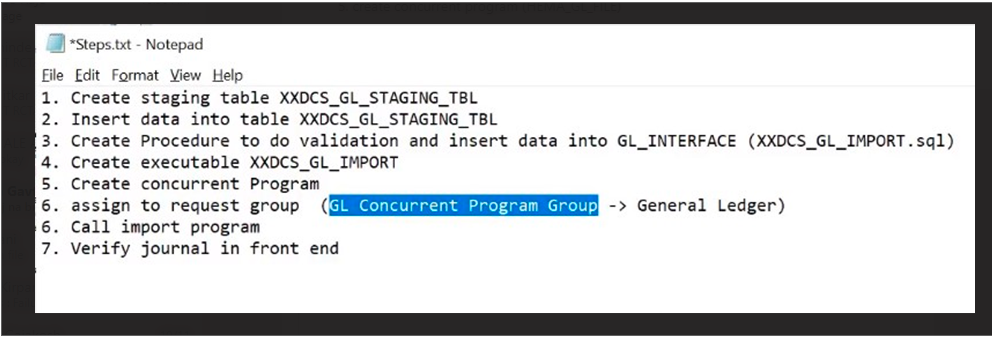 *Steps.txt - Notepad
File Edit Format View Help
1. Create staging table XXDCS_GL_STAGING_TBL
2. Insert data into table XXDCS_GL_STAGING_TBL
3. Create Procedure to do validation and insert data into GL_INTERFACE (XXDCS_GL_IMPORT.sql)
4. Create executable XXDCS_GL_IMPORT
5. Create concurrent Program
6. assign to request group  (GL Concurrent Program Group -> General Ledger)
6. Call import program
7. Verify journal in front end